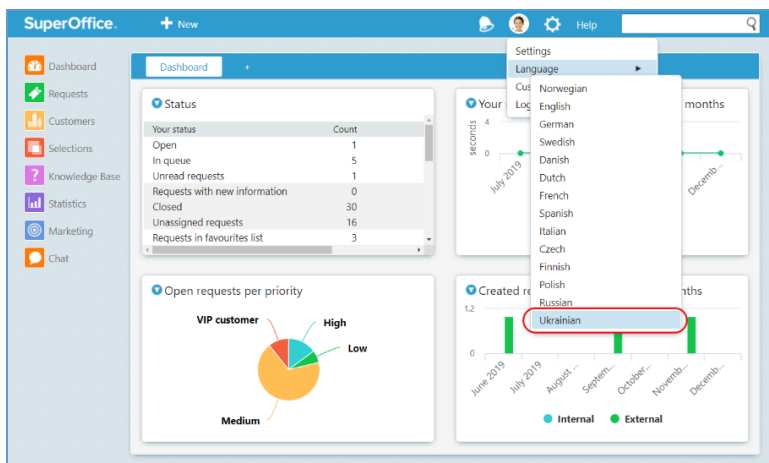 SuperOffice.
New
Help
Settings
Language
Cus
Log
Norwegian
English
German
Swedish
Danish
Dutch
French
Spanish
Italian
Czech
Finnish
Polish
Russian
Ukrainian
Dashboard
Requests
Customers
Selections
Knowledge Base
Statistics
Marketing
Chat
Dashboard +
Status
Your status Count
Open 1
In queue 5
Unread requests 1
Requests with new information 0
Closed 30
Unassigned requests 16
Requests in favourites list 3
Your months
seconds
4
0
July 2019
Decemb...
Open requests per priority
VIP customer
High
Low
Medium
Created re nths
1.2
0
June 2019
July 2019
August ...
Septem...
October...
Novemb...
Decemb...
Internal External